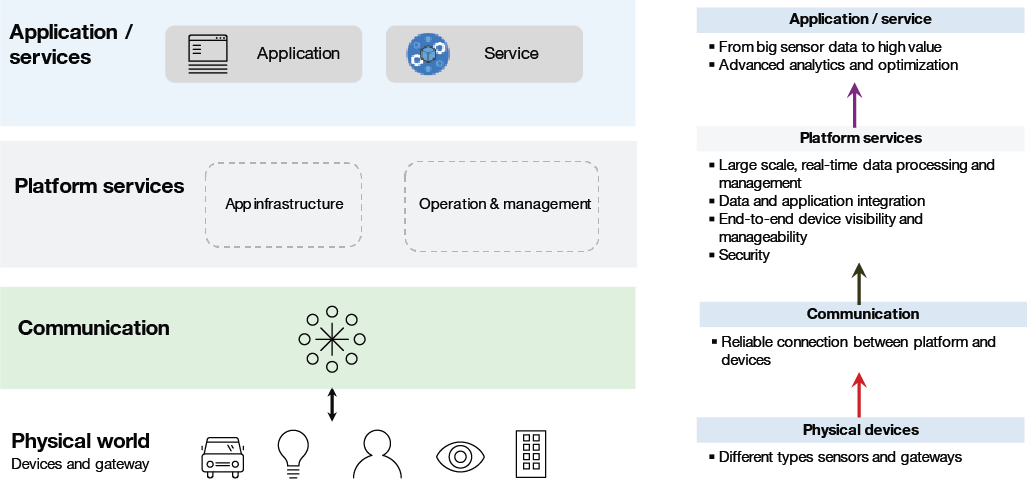 Application /
services
Application
Service
Platform services
App infrastructure
Operation & management
Communication
Physical world
Devices and gateway
Application / service
▪ From big sensor data to high value
▪ Advanced analytics and optimization
Platform services
▪ Large scale, real-time data processing and
management
▪ Data and application integration
▪ End-to-end device visibility and
manageability
▪ Security
Communication
▪ Reliable connection between platform and
devices
Physical devices
▪ Different types sensors and gateways